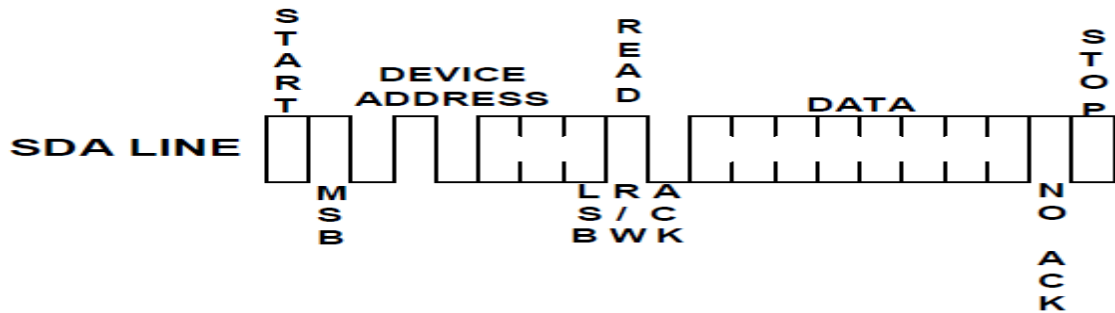 START
DEVICE
ADDRESS
READ
DATA
STOP
SDA LINE
MSB
LSB
R/W
ACK
NO ACK